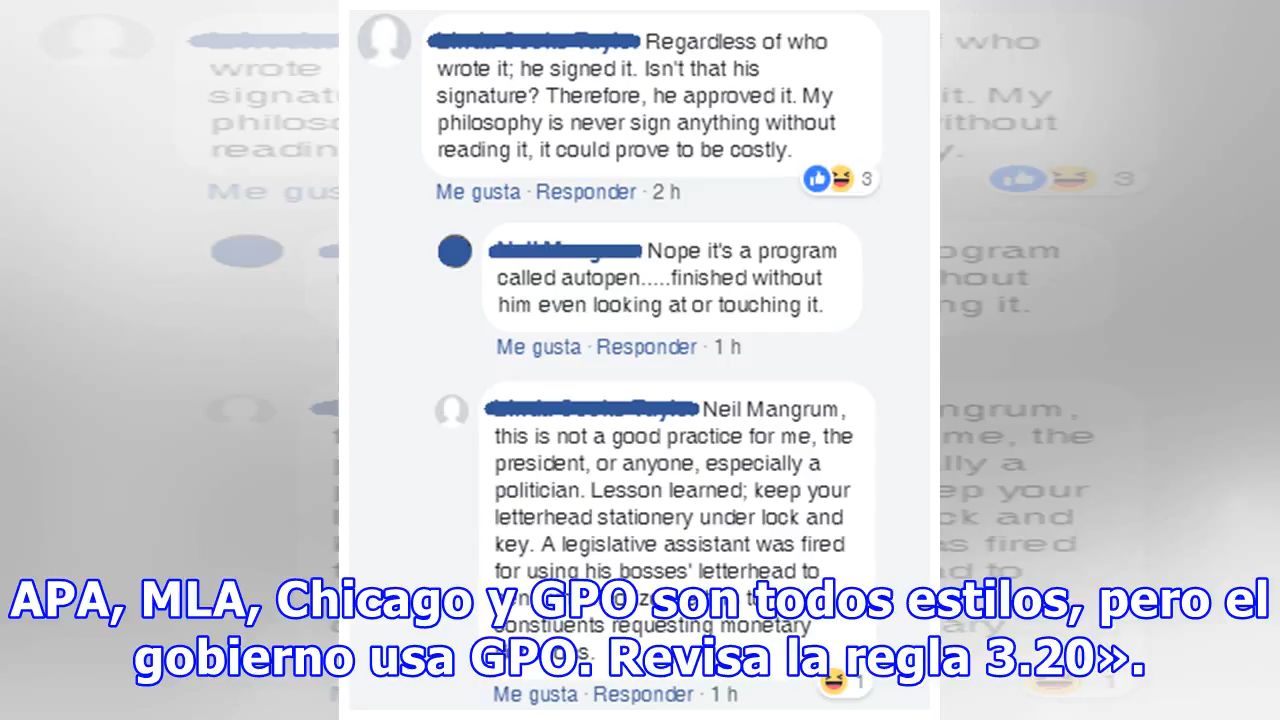 Regardless of who
wrote it; he signed it. Isn't that his
signature? Therefore, he approved it. My
philosophy is never sign anything without
reading it, it could prove to be costly.
3
Me gusta · Responder · 2 h
Nope it's a program
called autopen.....finished without
him even looking at or touching it.
Me gusta · Responder · 1 h
Neil Mangrum,
this is not a good practice for me, the
president, or anyone, especially a
politician. Lesson learned; keep your
letterhead stationery under lock and
key. A legislative assistant was fired
for using his bosses' letterhead to
constituents requesting monetary
1
Me gusta · Responder · 1 h
APA, MLA, Chicago y GPO son todos estilos, pero el
gobierno usa GPO. Revisa la regla 3.20».